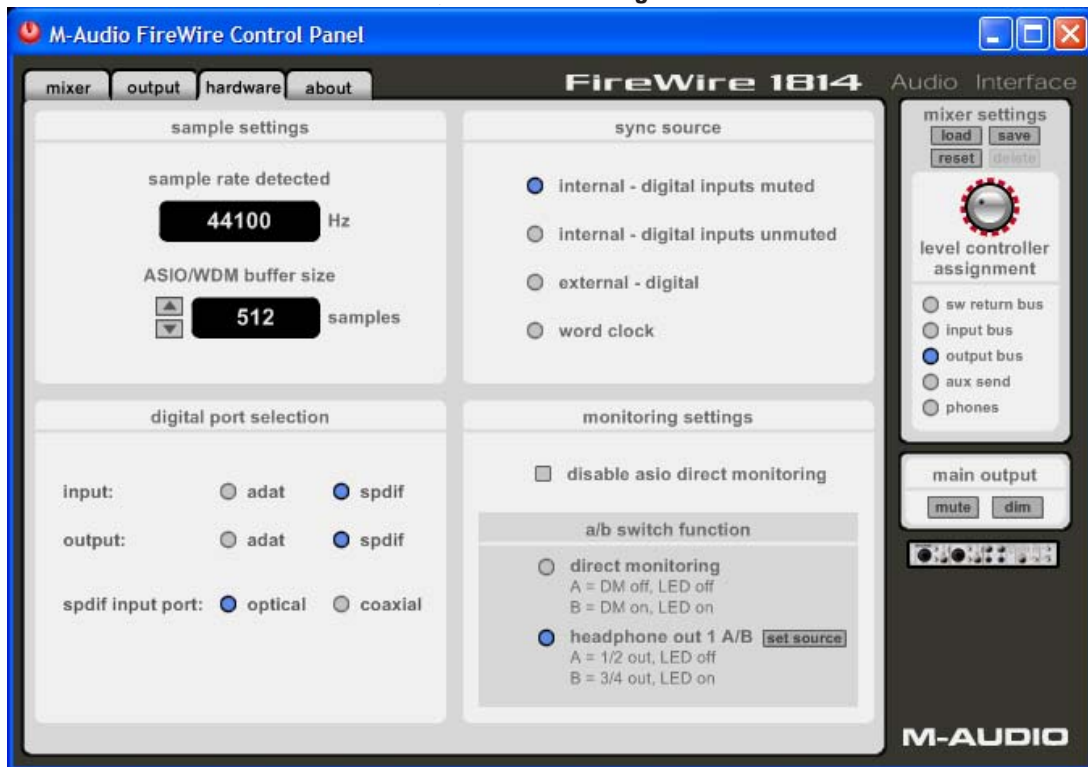 M-Audio FireWire Control Panel
mixer output hardware about
FireWire 1814 Audio Interface
sample settings
sample rate detected
44100 Hz
ASIO/WDM buffer size
512 samples
sync source
internal - digital inputs muted
internal - digital inputs unmuted
external - digital
word clock
digital port selection
input: adat spdif
output: adat spdif
spdif input port: optical coaxial
monitoring settings
disable asio direct monitoring
a/b switch function
direct monitoring
A = DM off, LED off
B = DM on, LED on
headphone out 1 A/B set source
A = 1/2 out, LED off
B = 3/4 out, LED on
mixer settings
load save
reset delete
level controller
assignment
sw return bus
input bus
output bus
aux send
phones
main output
mute dim
M-AUDIO